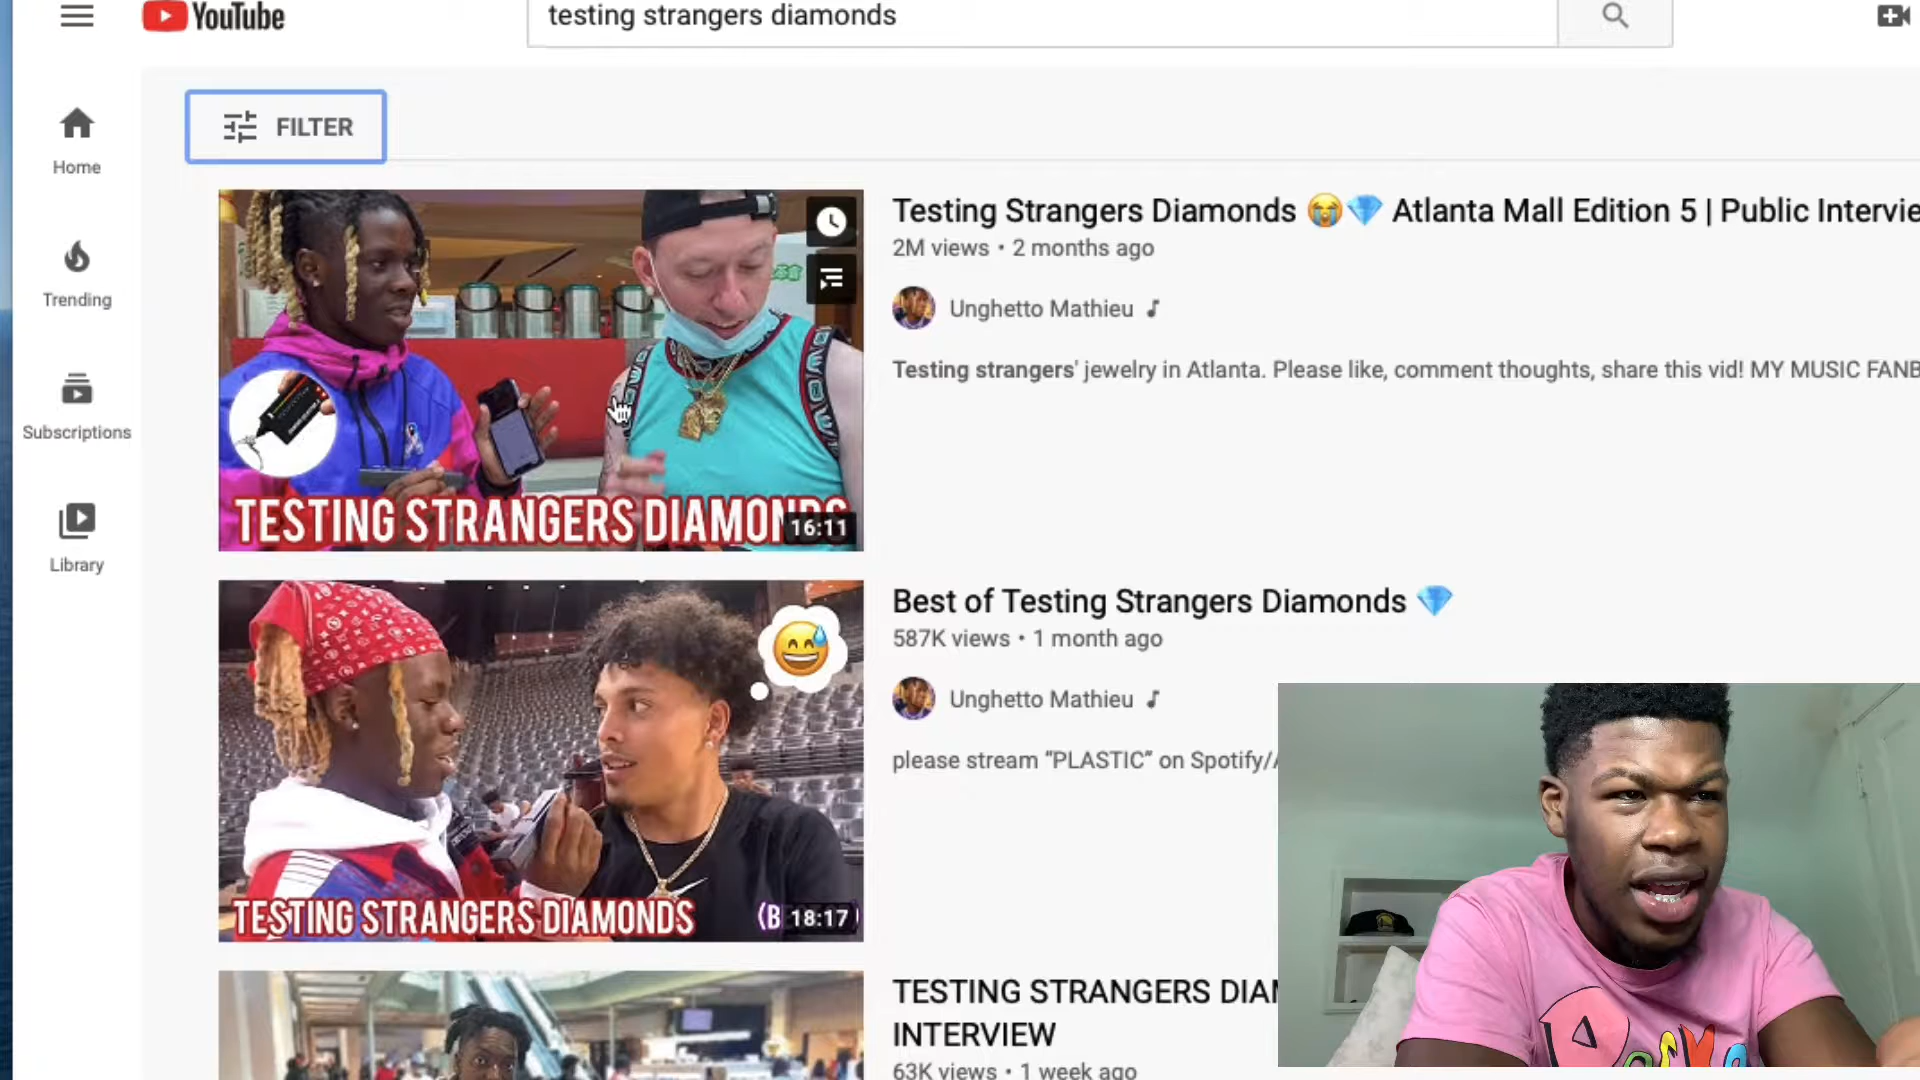 YouTube
testing strangers diamonds
FILTER
Home
Trending
Subscriptions
Library
TESTING STRANGERS DIAMONDS
16:11
Testing Strangers Diamonds 😭💎 Atlanta Mall Edition 5 | Public Intervie
2M views • 2 months ago
Unghetto Mathieu ♪
Testing strangers' jewelry in Atlanta. Please like, comment thoughts, share this vid! MY MUSIC FANB
TESTING STRANGERS DIAMONDS (B
18:17
Best of Testing Strangers Diamonds 💎
587K views • 1 month ago
Unghetto Mathieu ♪
please stream “PLASTIC” on Spotify//
TESTING STRANGERS DIAM
INTERVIEW
63K views • 1 week ago